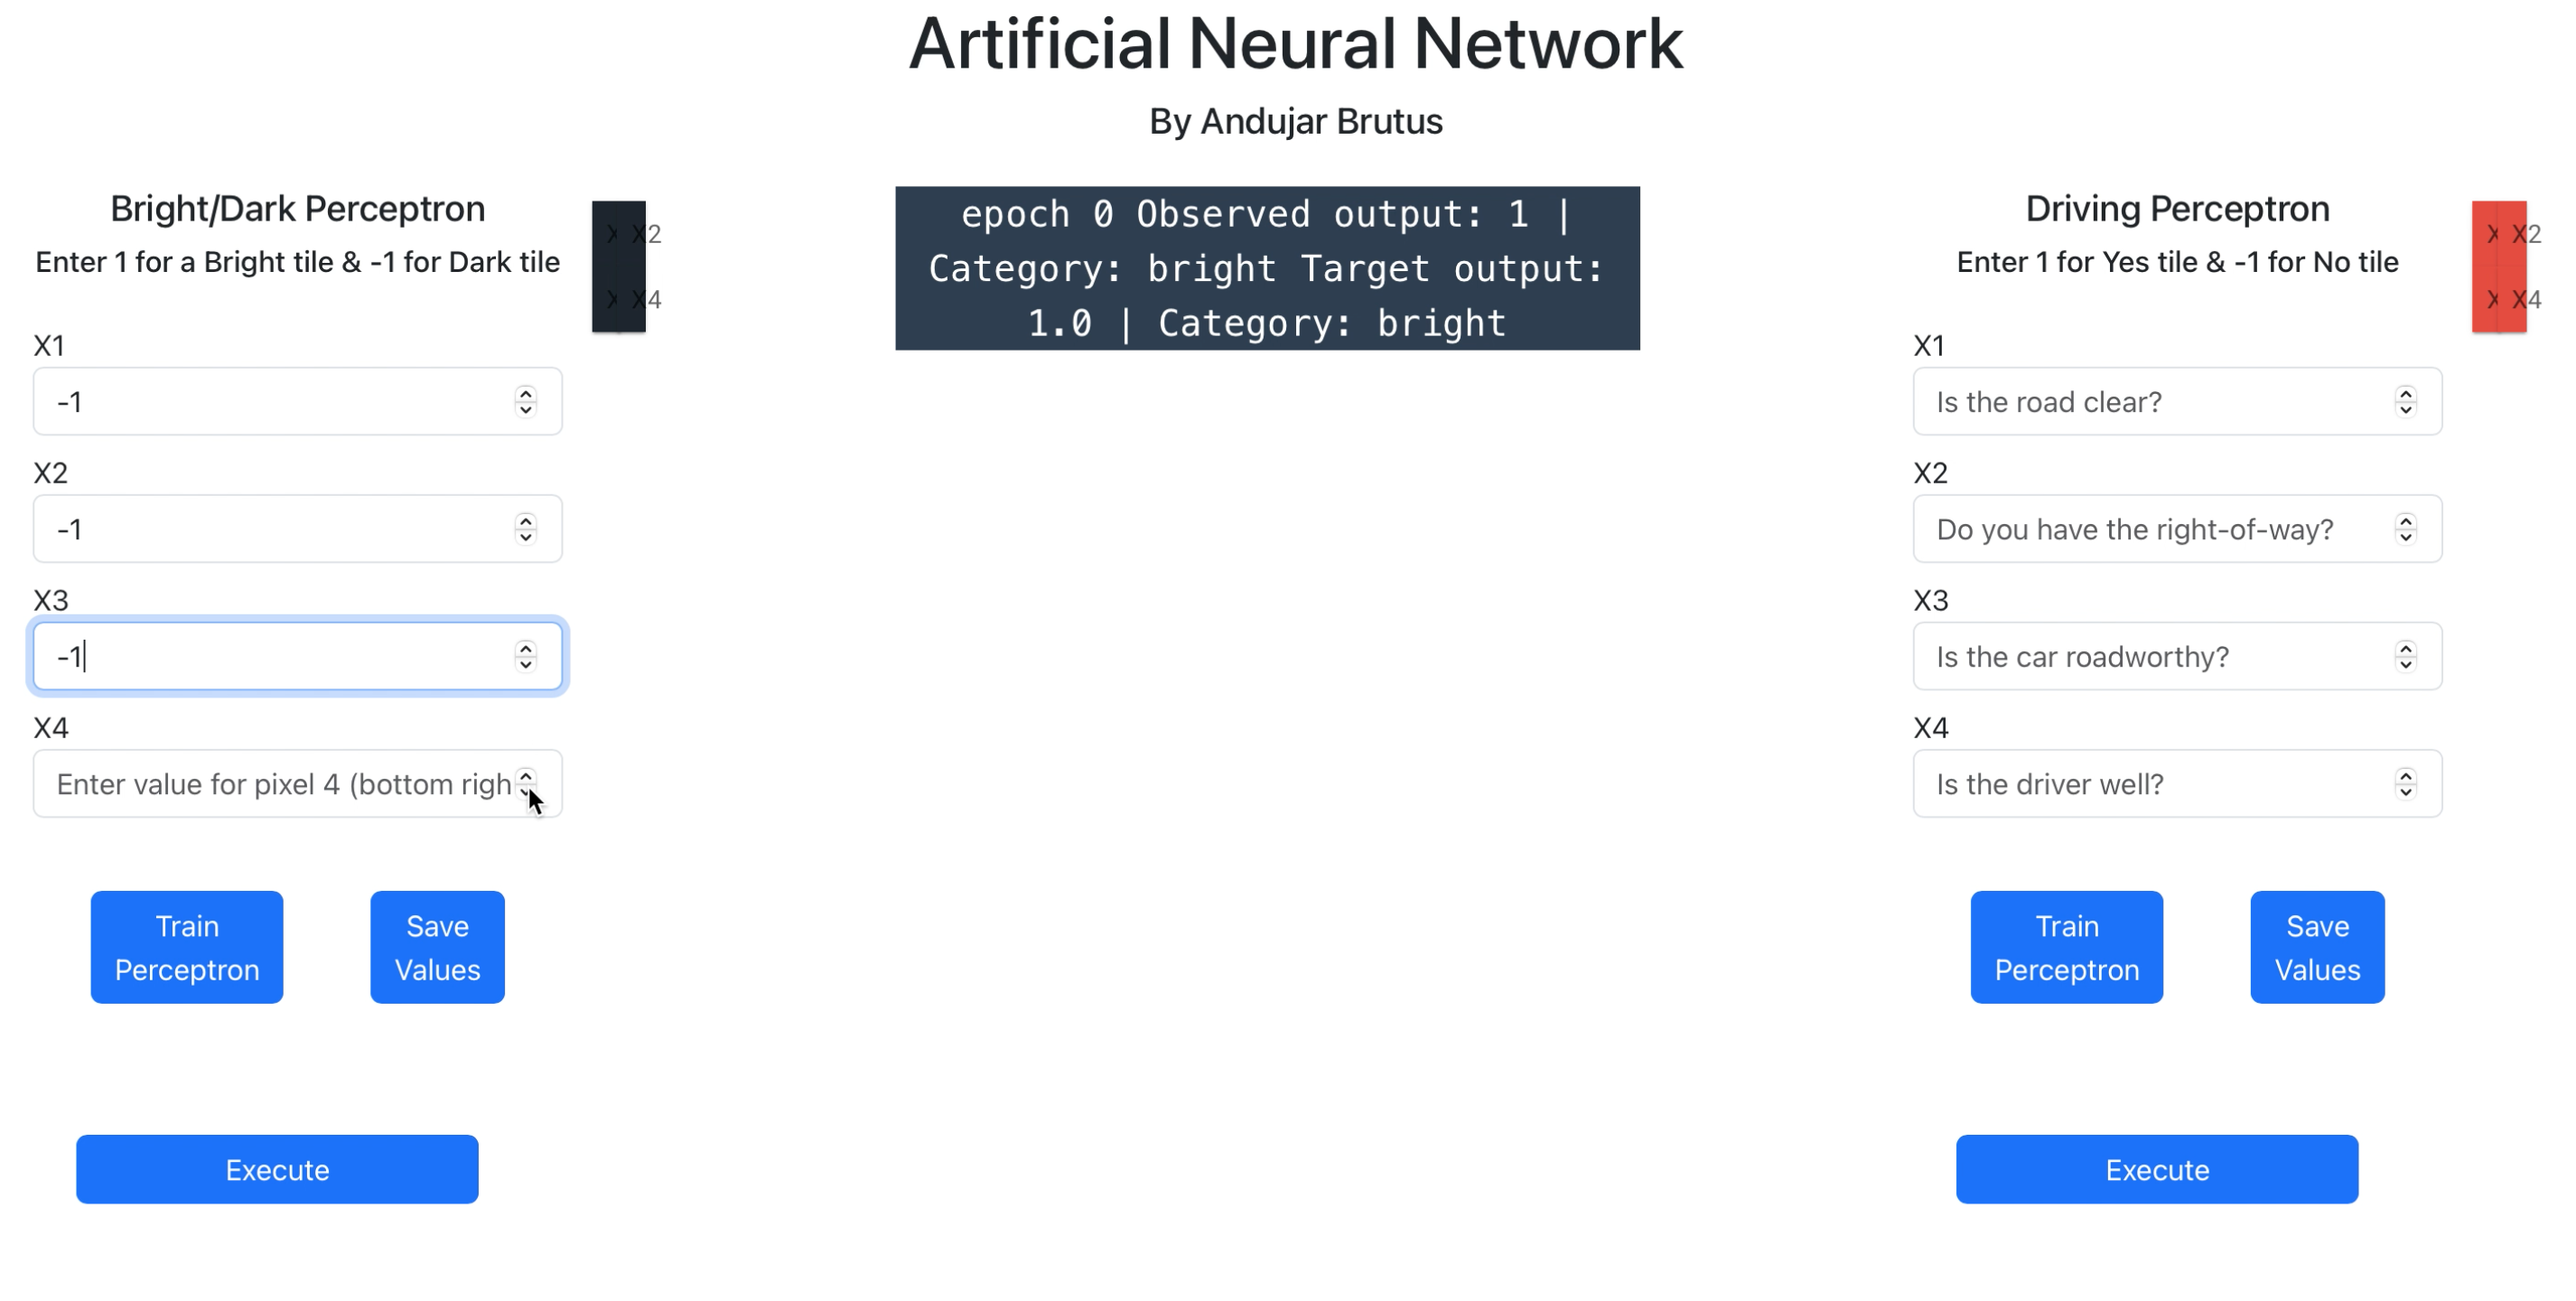 Artificial Neural Network
By Andujar Brutus
Bright/Dark Perceptron
Enter 1 for a Bright tile & -1 for Dark tile
X X2
X X4
X1
-1
X2
-1
X3
-1
X4
Enter value for pixel 4 (bottom righ
Train
Perceptron
Save
Values
Execute
epoch 0 Observed output: 1 |
Category: bright Target output:
1.0 | Category: bright
Driving Perceptron
Enter 1 for Yes tile & -1 for No tile
X X2
X X4
X1
Is the road clear?
X2
Do you have the right-of-way?
X3
Is the car roadworthy?
X4
Is the driver well?
Train
Perceptron
Save
Values
Execute